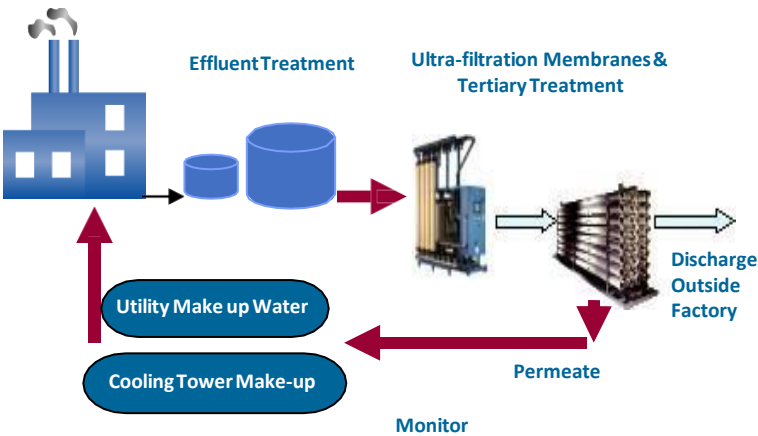 Effluent Treatment
Ultra-filtration Membranes &
Tertiary Treatment
Discharge
Outside
Factory
Utility Make up Water
Cooling Tower Make-up
Permeate
Monitor